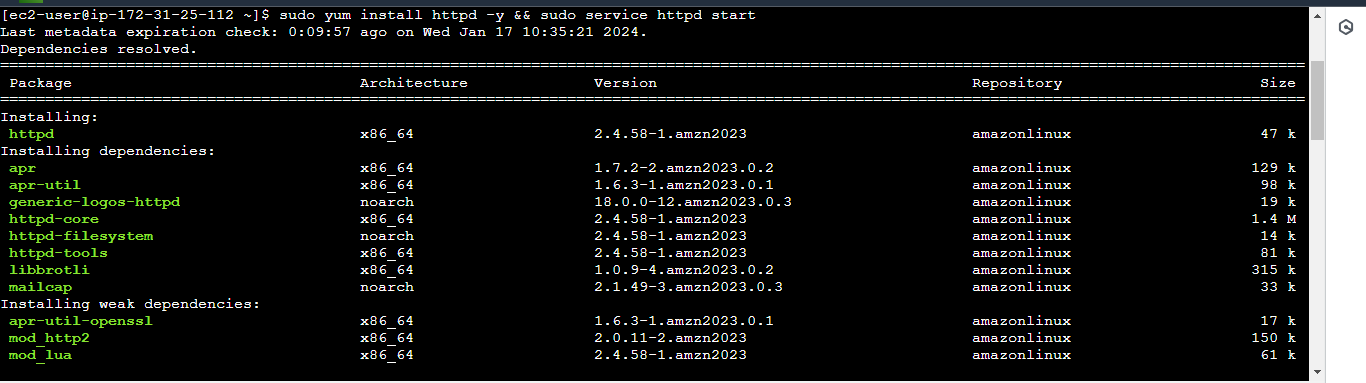 [ec2-user@ip-172-31-25-112 ~]$ sudo yum install httpd -y && sudo service httpd start
Last metadata expiration check: 0:09:57 ago on Wed Jan 17 10:35:21 2024.
Dependencies resolved.
Package Architecture Version Repository Size
Installing:
httpd x86_64 2.4.58-1.amzn2023 amazonlinux 47 k
Installing dependencies:
apr x86_64 1.7.2-2.amzn2023.0.2 amazonlinux 129 k
apr-util x86_64 1.6.3-1.amzn2023.0.1 amazonlinux 98 k
generic-logos-httpd noarch 18.0.0-12.amzn2023.0.3 amazonlinux 19 k
httpd-core x86_64 2.4.58-1.amzn2023 amazonlinux 1.4 M
httpd-filesystem noarch 2.4.58-1.amzn2023 amazonlinux 14 k
httpd-tools x86_64 2.4.58-1.amzn2023 amazonlinux 81 k
libbrotli x86_64 1.0.9-4.amzn2023.0.2 amazonlinux 315 k
mailcap noarch 2.1.49-3.amzn2023.0.3 amazonlinux 33 k
Installing weak dependencies:
apr-util-openssl x86_64 1.6.3-1.amzn2023.0.1 amazonlinux 17 k
mod_http2 x86_64 2.0.11-2.amzn2023 amazonlinux 150 k
mod_lua x86_64 2.4.58-1.amzn2023 amazonlinux 61 k